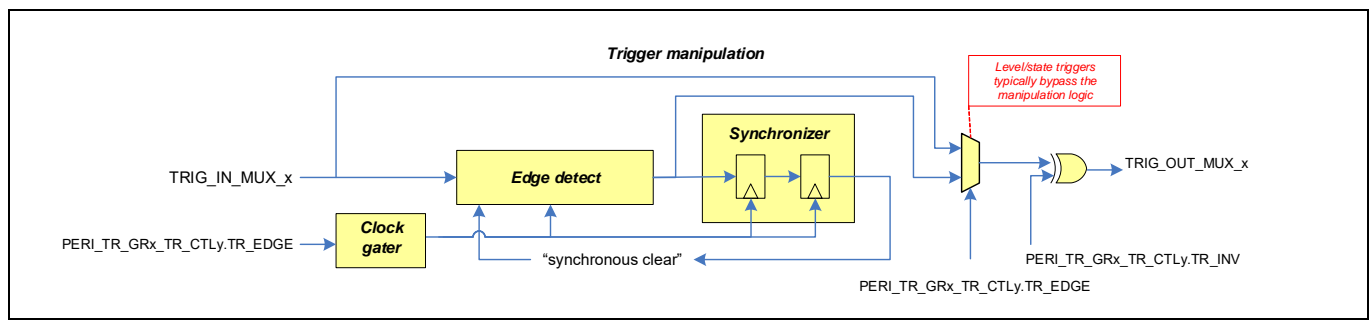 Trigger manipulation
Level/state triggers
typically bypass the
manipulation logic
Synchronizer
TRIG_IN_MUX_x
Edge detect
TRIG_OUT_MUX_x
PERI_TR_GRx_TR_CTLy.TR_EDGE
Clock
gater
“synchronous clear”
PERI_TR_GRx_TR_CTLy.TR_INV
PERI_TR_GRx_TR_CTLy.TR_EDGE